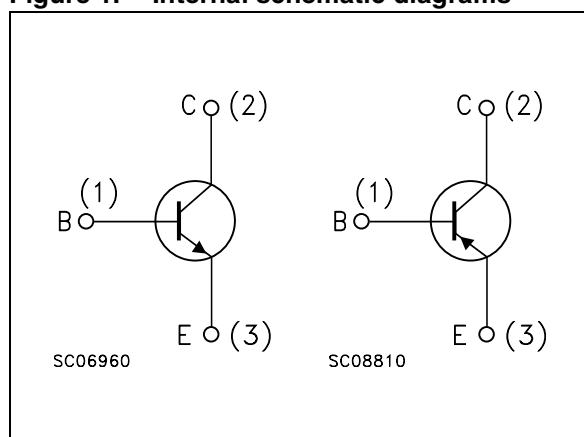 Figure 1. Internal schematic diagrams
C (2)
(1)
B
E (3)
SC06960
C (2)
(1)
B
E (3)
SC08810